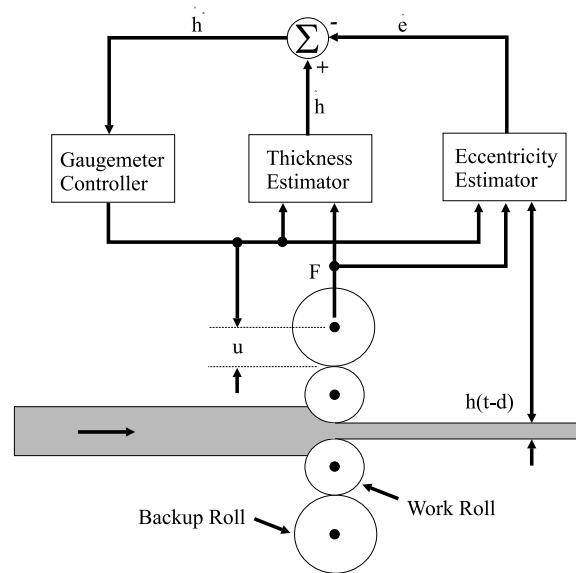 ḣ
-
ė
Σ
+
ḣ
Gaugemeter
Controller
Thickness
Estimator
Eccentricity
Estimator
F
u
h(t-d)
Backup Roll
Work Roll